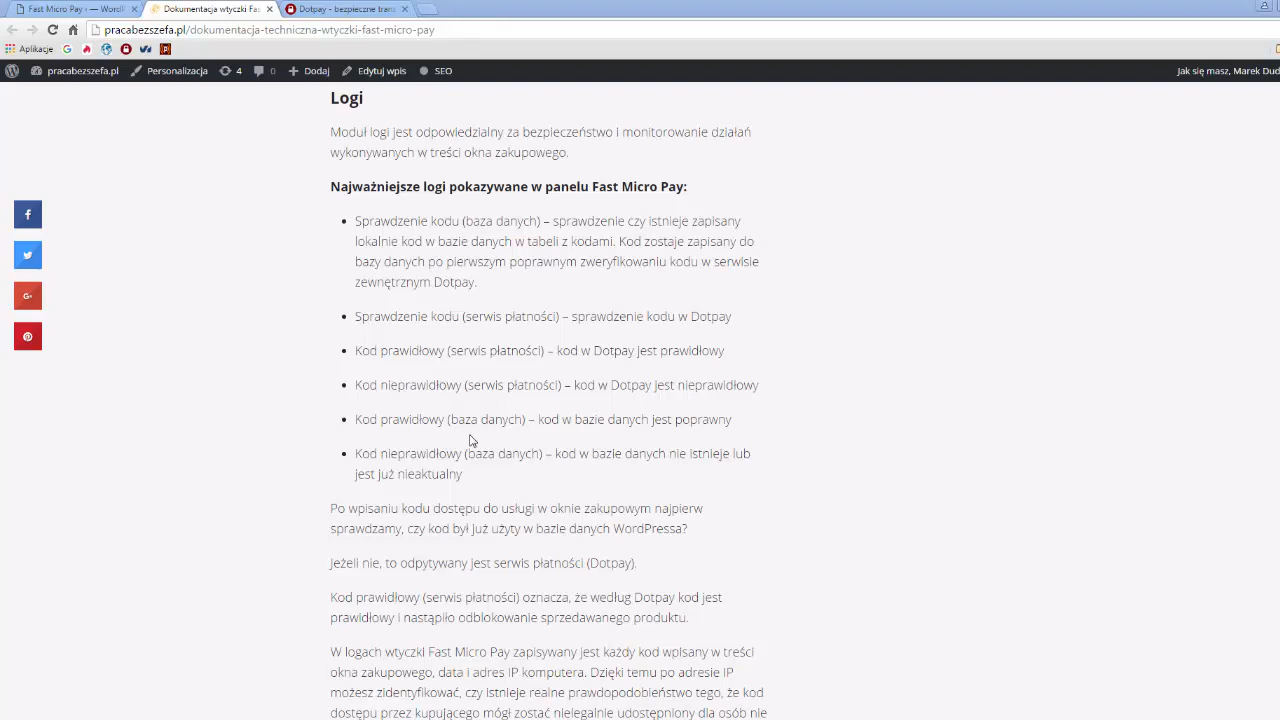 Fast Micro Pay ‹ — WordPr
Dokumentacja wtyczki Fas
Dotpay - bezpieczne trans
pracabezszefa.pl/dokumentacja-techniczna-wtyczki-fast-micro-pay
Aplikacje
pracabezszefa.pl
Personalizacja
4
0
Dodaj
Edytuj wpis
SEO
Jak się masz, Marek Dud
Logi
Moduł logi jest odpowiedzialny za bezpieczeństwo i monitorowanie działań
wykonywanych w treści okna zakupowego.
Najważniejsze logi pokazywane w panelu Fast Micro Pay:
Sprawdzenie kodu (baza danych) – sprawdzenie czy istnieje zapisany
lokalnie kod w bazie danych w tabeli z kodami. Kod zostaje zapisany do
bazy danych po pierwszym poprawnym zweryfikowaniu kodu w serwisie
zewnętrznym Dotpay.
Sprawdzenie kodu (serwis płatności) – sprawdzenie kodu w Dotpay
Kod prawidłowy (serwis płatności) – kod w Dotpay jest prawidłowy
Kod nieprawidłowy (serwis płatności) – kod w Dotpay jest nieprawidłowy
Kod prawidłowy (baza danych) – kod w bazie danych jest poprawny
Kod nieprawidłowy (baza danych) – kod w bazie danych nie istnieje lub
jest już nieaktualny
Po wpisaniu kodu dostępu do usługi w oknie zakupowym najpierw
sprawdzamy, czy kod był już użyty w bazie danych WordPressa?
Jeżeli nie, to odpytywany jest serwis płatności (Dotpay).
Kod prawidłowy (serwis płatności) oznacza, że według Dotpay kod jest
prawidłowy i nastąpiło odblokowanie sprzedawanego produktu.
W logach wtyczki Fast Micro Pay zapisywany jest każdy kod wpisany w treści
okna zakupowego, data i adres IP komputera. Dzięki temu po adresie IP
możesz zidentyfikować, czy istnieje realne prawdopodobieństwo tego, że kod
dostępu przez kupującego mógł zostać nielegalnie udostępniony dla osób nie